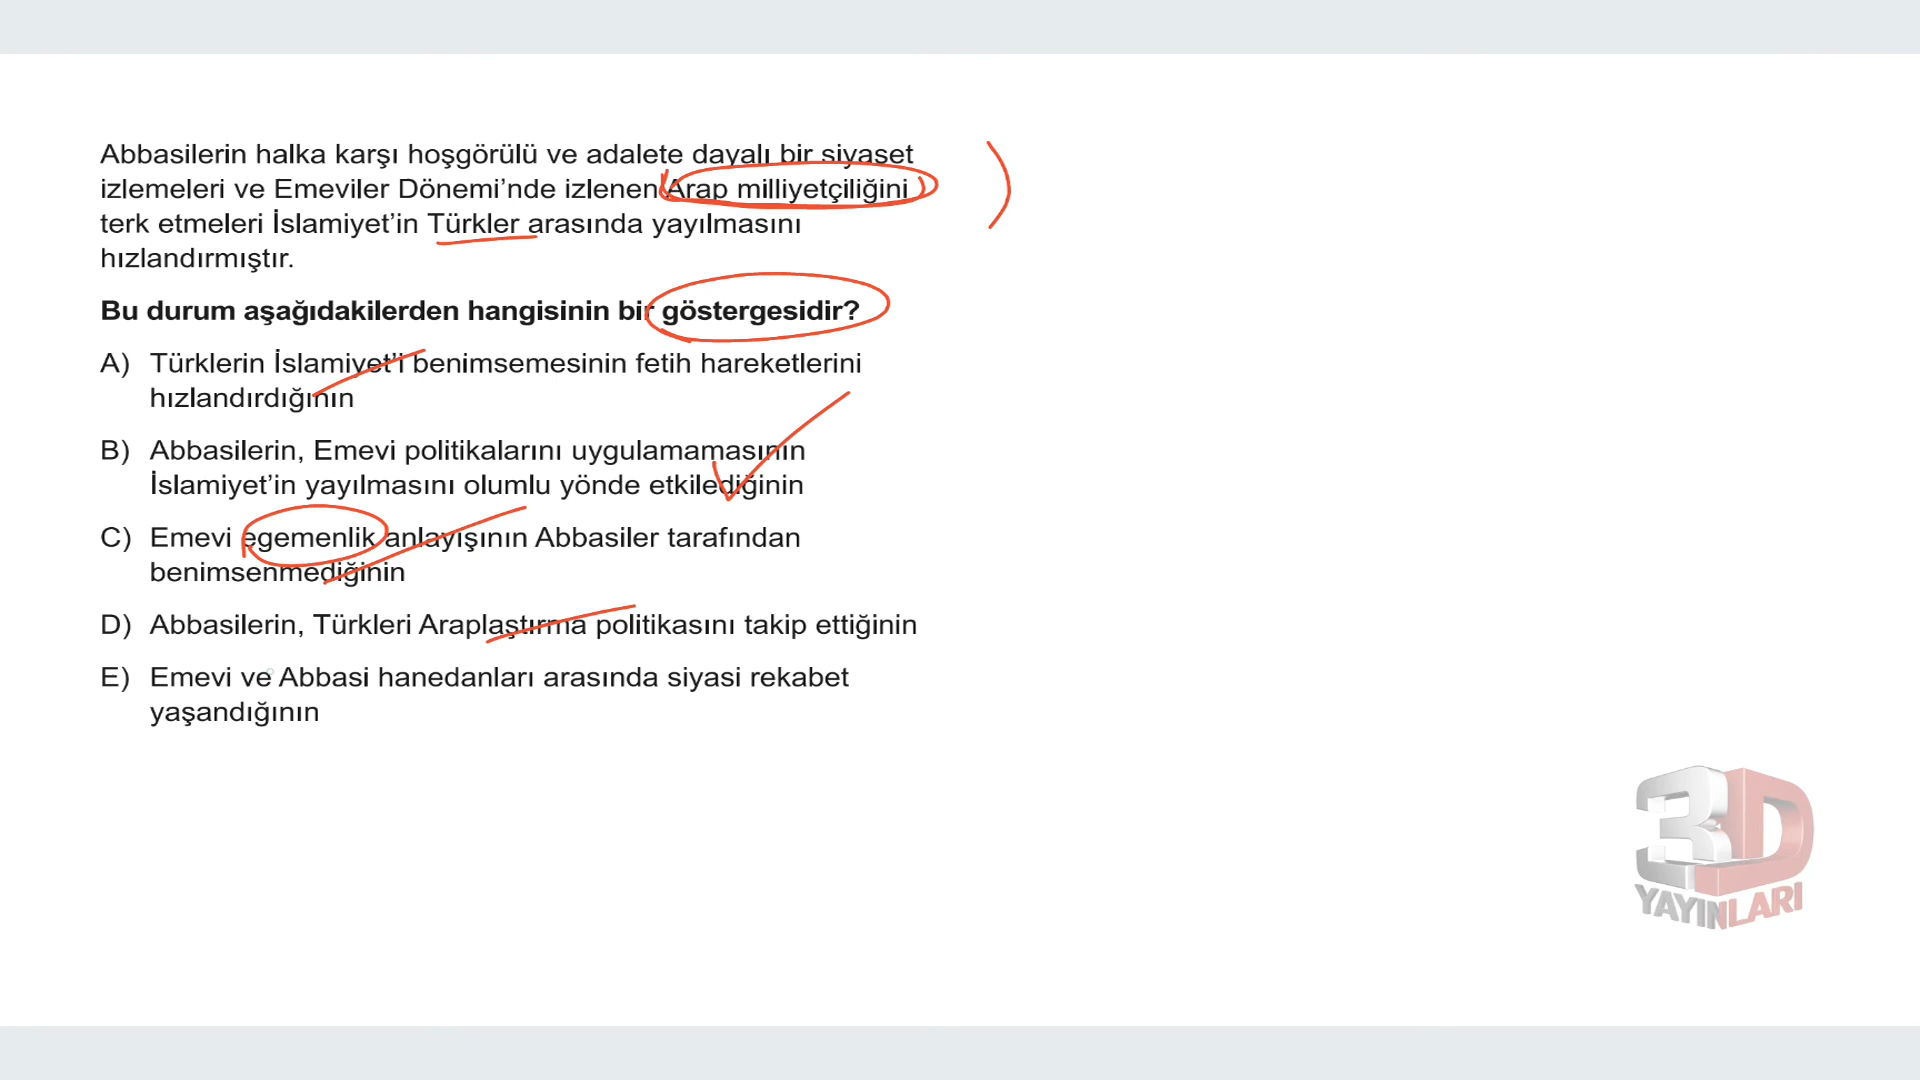 Abbasilerin halka karşı hoşgörülü ve adalete dayalı bir siyaset
izlemeleri ve Emeviler Dönemi’nde izlenen Arap milliyetçiliğini
terk etmeleri İslamiyet’in Türkler arasında yayılmasını
hızlandırmıştır.
Bu durum aşağıdakilerden hangisinin bir göstergesidir?
A) Türklerin İslamiyet’i benimsemesinin fetih hareketlerini
hızlandırdığının
B) Abbasilerin, Emevi politikalarını uygulamamasının
İslamiyet’in yayılmasını olumlu yönde etkilediğinin
C) Emevi egemenlik anlayışının Abbasiler tarafından
benimsenmediğinin
D) Abbasilerin, Türkleri Araplaştırma politikasını takip ettiğinin
E) Emevi ve Abbasi hanedanları arasında siyasi rekabet
yaşandığının
3D
YAYINLARI